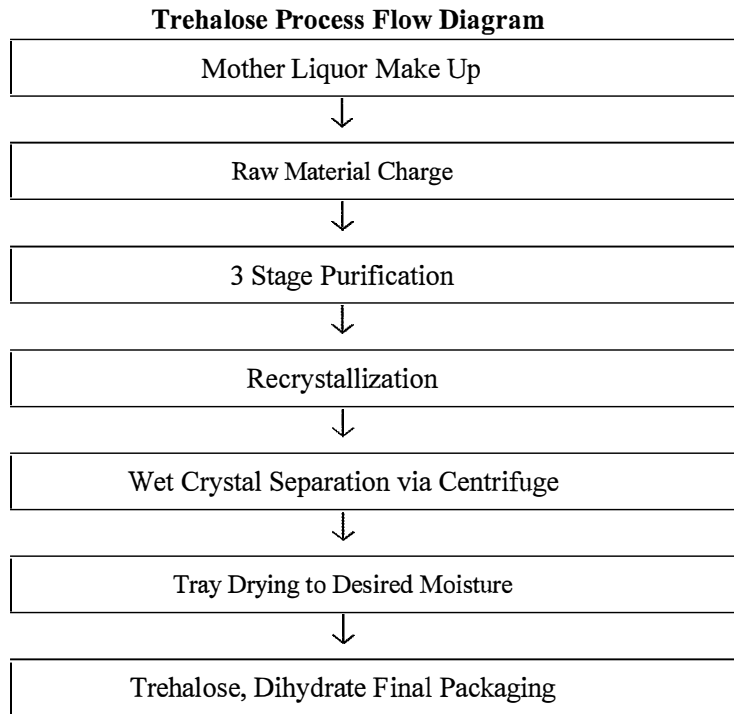 Trehalose Process Flow Diagram
Mother Liquor Make Up
Raw Material Charge
3 Stage Purification
Recrystallization
Wet Crystal Separation via Centrifuge
Tray Drying to Desired Moisture
Trehalose, Dihydrate Final Packaging